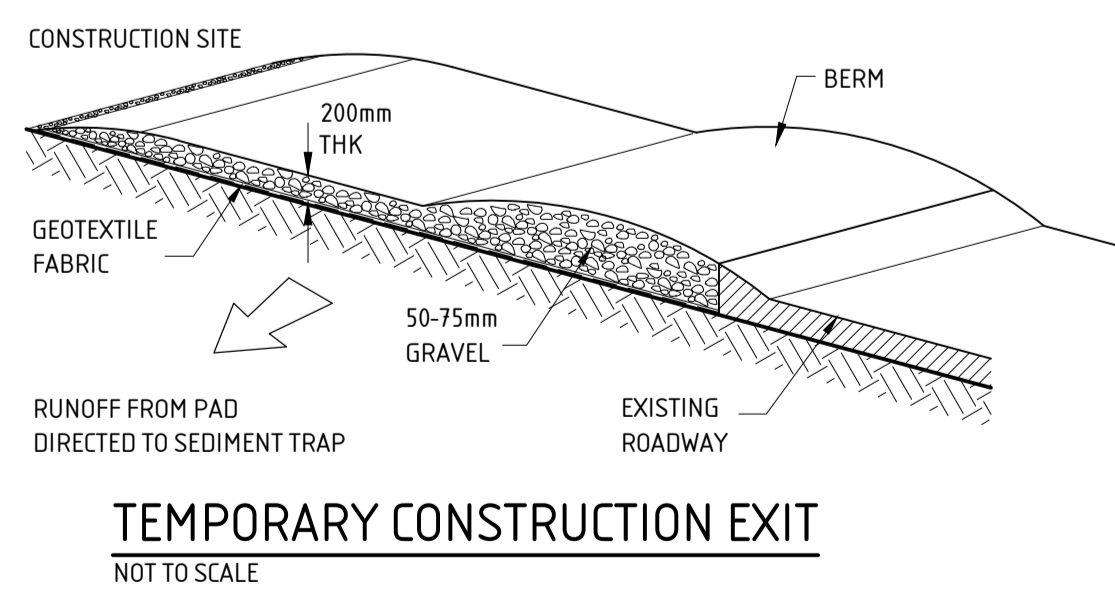 CONSTRUCTION SITE
BERM
200mm
THK
GEOTEXTILE
FABRIC
50-75mm
GRAVEL
EXISTING
ROADWAY
RUNOFF FROM PAD
DIRECTED TO SEDIMENT TRAP
TEMPORARY CONSTRUCTION EXIT
NOT TO SCALE